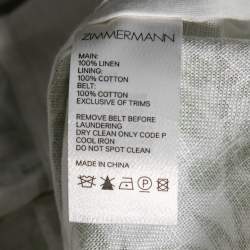 ZIMMERMANN
MAIN:
100% LINEN
LINING:
100% COTTON
BELT:
100% COTTON
EXCLUSIVE OF TRIMS
REMOVE BELT BEFORE
LAUNDERING
DRY CLEAN ONLY CODE P
COOL IRON
DO NOT SPOT CLEAN
MADE IN CHINA
P